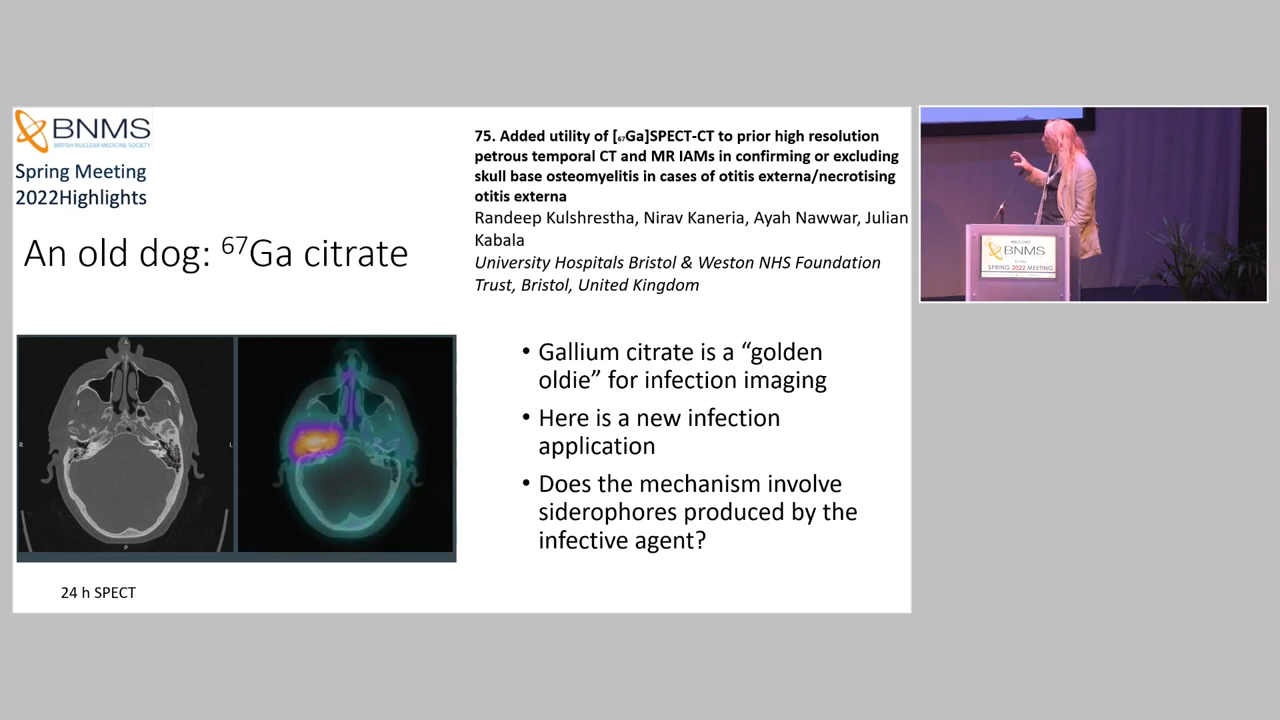 BNMS
BRITISH NUCLEAR MEDICINE SOCIETY
Spring Meeting
2022Highlights
An old dog: ⁶⁷Ga citrate
75. Added utility of [₆₇Ga]SPECT-CT to prior high resolution
petrous temporal CT and MR IAMs in confirming or excluding
skull base osteomyelitis in cases of otitis externa/necrotising
otitis externa
Randeep Kulshrestha, Nirav Kaneria, Ayah Nawwar, Julian
Kabala
University Hospitals Bristol & Weston NHS Foundation
Trust, Bristol, United Kingdom
A
R
L
P
24 h SPECT
• Gallium citrate is a “golden
oldie” for infection imaging
• Here is a new infection
application
• Does the mechanism involve
siderophores produced by the
infective agent?
WELCOME
BNMS
to the
SPRING 2022 MEETING